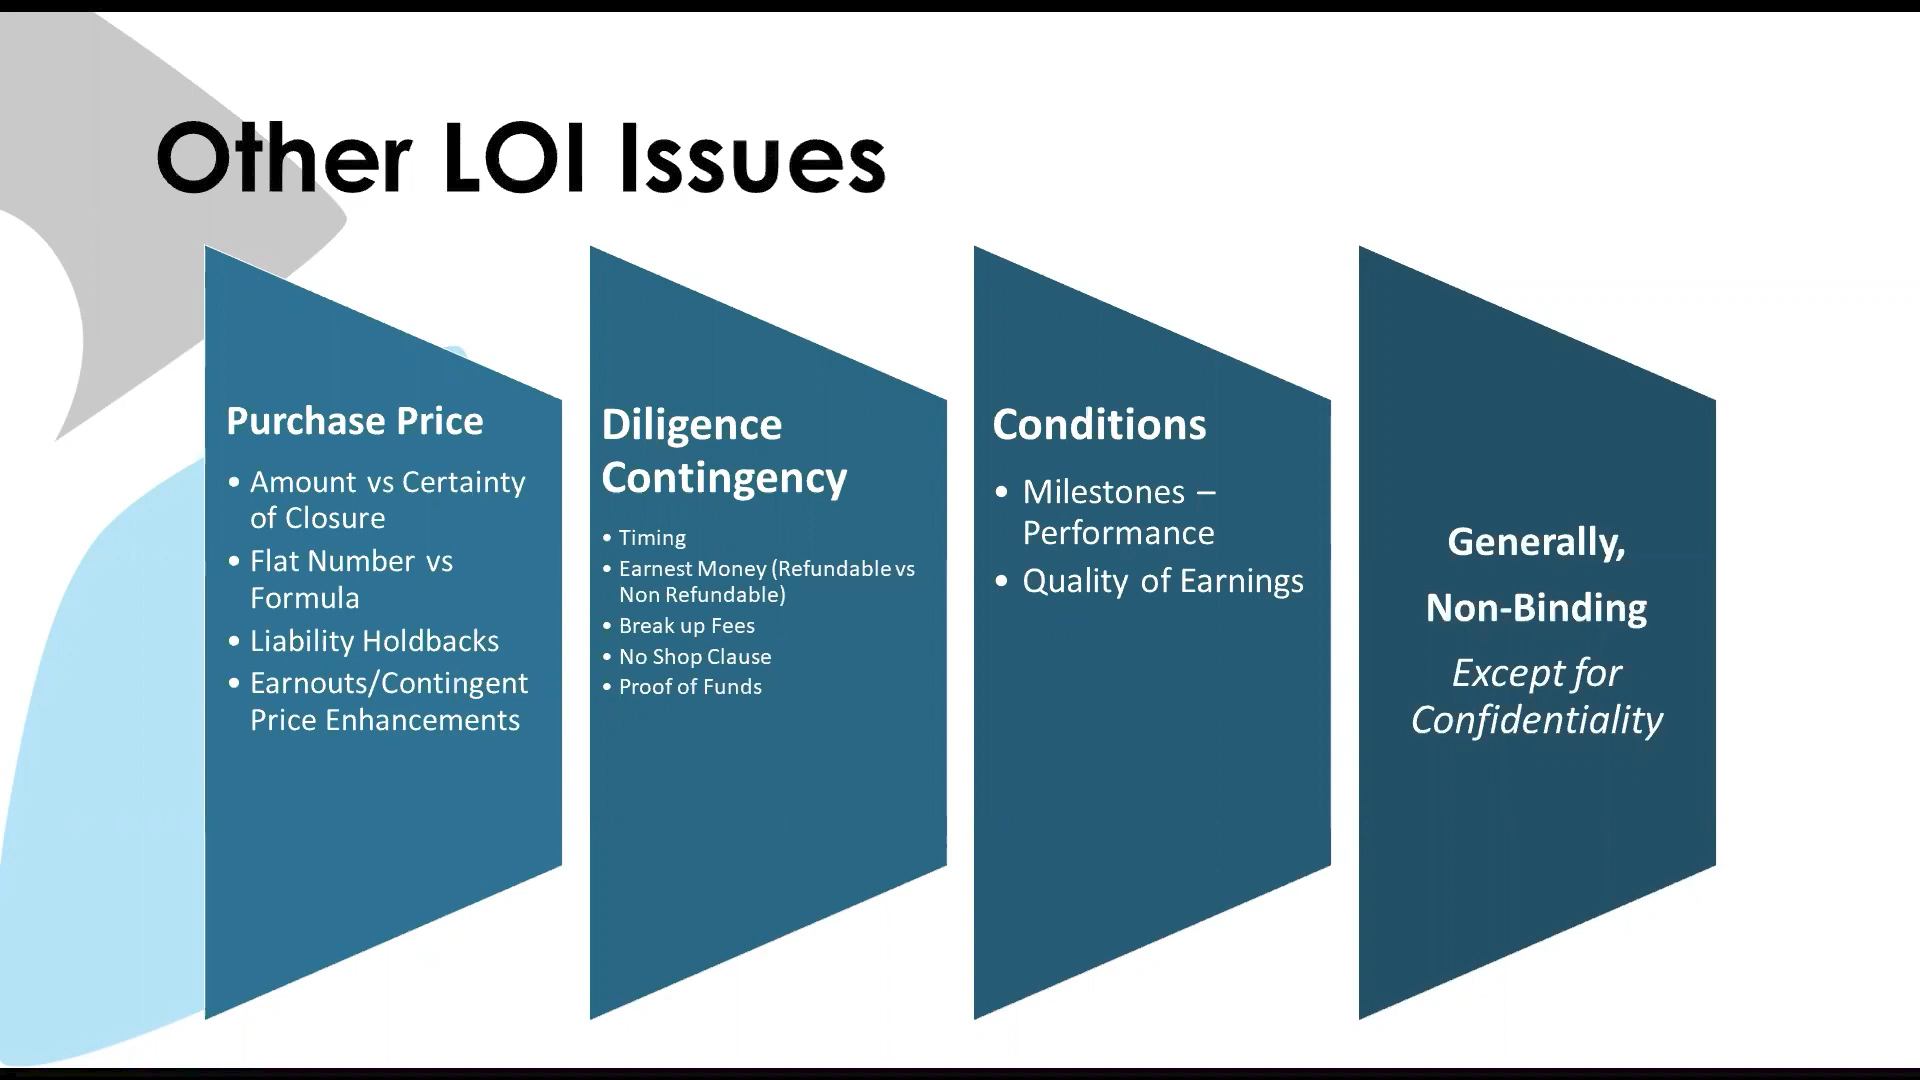 Other LOI Issues
Purchase Price
• Amount vs Certainty
of Closure
• Flat Number vs
Formula
• Liability Holdbacks
• Earnouts/Contingent
Price Enhancements
Diligence
Contingency
• Timing
• Earnest Money (Refundable vs
Non Refundable)
• Break up Fees
• No Shop Clause
• Proof of Funds
Conditions
• Milestones –
Performance
• Quality of Earnings
Generally,
Non-Binding
Except for
Confidentiality